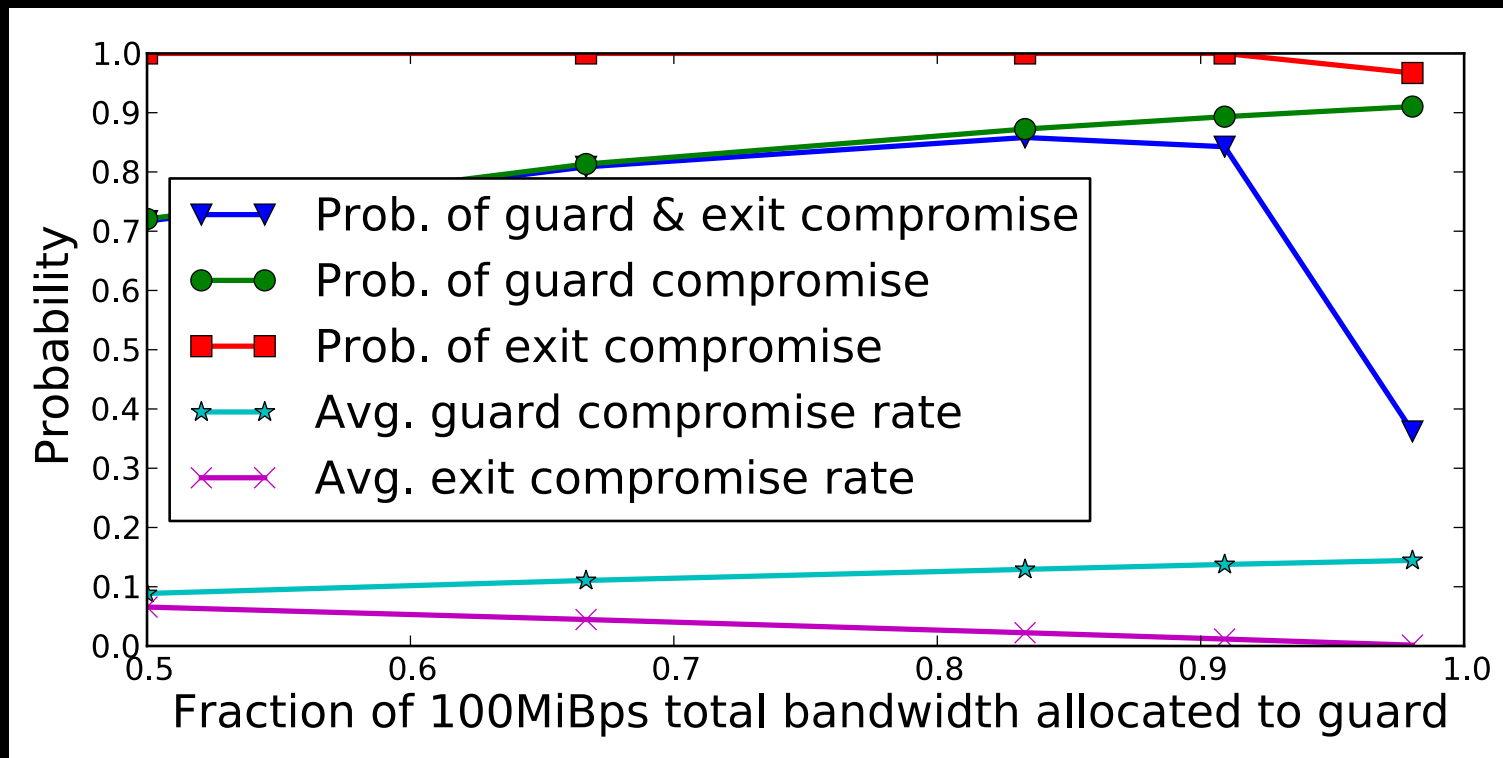 1.0
0.9
0.8
0.7
0.6
0.5
0.4
0.3
0.2
0.1
0.0
Probability
Prob. of guard & exit compromise
Prob. of guard compromise
Prob. of exit compromise
Avg. guard compromise rate
Avg. exit compromise rate
0.5 0.6 0.7 0.8 0.9 1.0
Fraction of 100MiBps total bandwidth allocated to guard